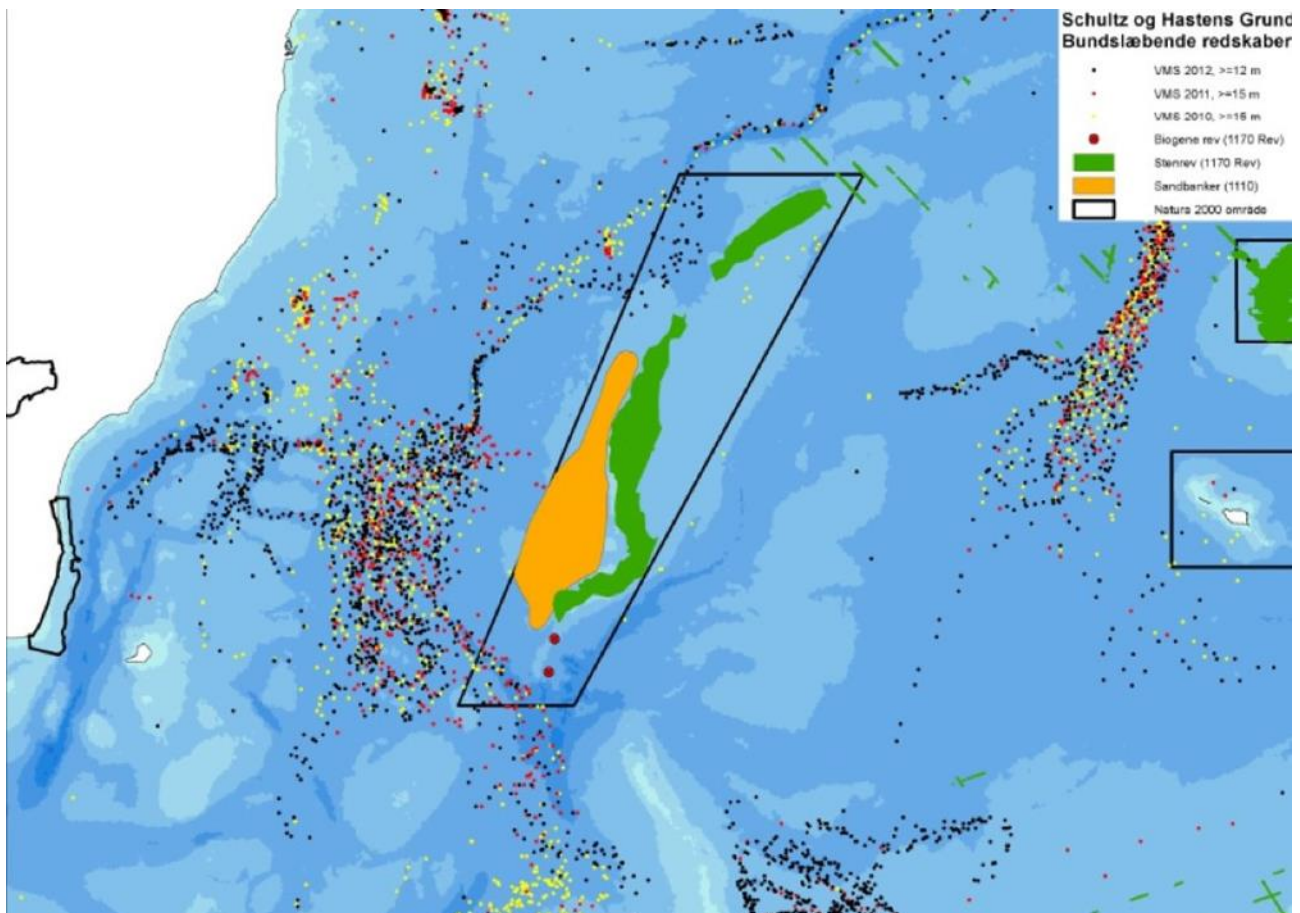 Schultz og Hastens Grund
Bundslæbende redskaber
VMS 2012, >=12 m
VMS 2011, >=15 m
VMS 2010, >=15 m
Biogene rev (1170 Rev)
Stenrev (1170 Rev)
Sandbanker (1110)
Natura 2000 område